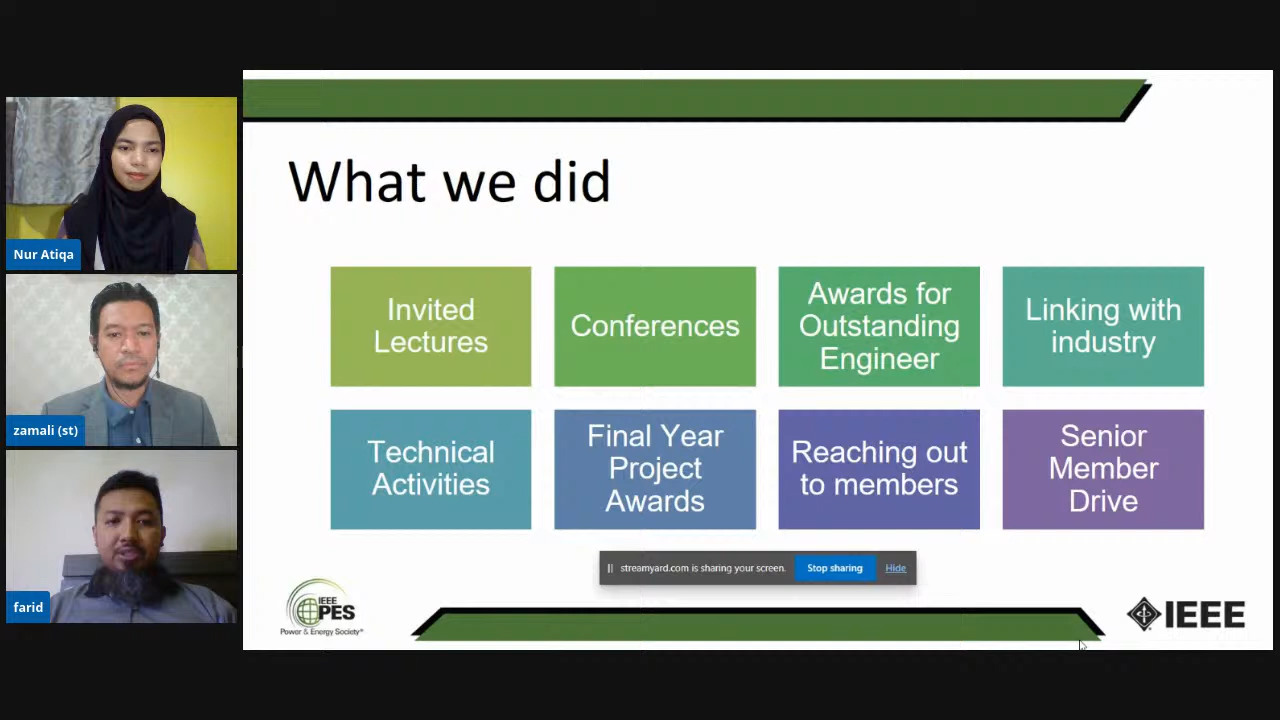 Nur Atiqa
zamali (st)
farid
What we did
Invited
Lectures
Conferences
Awards for
Outstanding
Engineer
Linking with
industry
Technical
Activities
Final Year
Project
Awards
Reaching out
to members
Senior
Member
Drive
streamyard.com is sharing your screen.
Stop sharing
Hide
IEEE
PES
Power & Energy Society®
IEEE